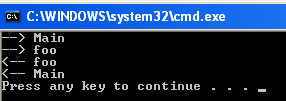 C:\WINDOWS\system32\cmd.exe
--> Main
--> foo
<-- foo
<-- Main
Press any key to continue . . . _